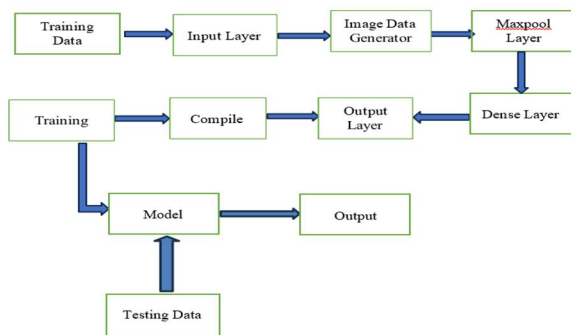 Training
Data
Input Layer
Image Data
Generator
Maxpool
Layer
Training
Compile
Output
Layer
Dense Layer
Model
Output
Testing Data